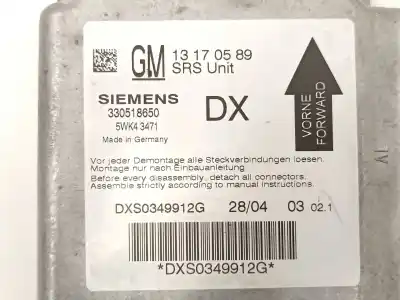 GM 13 17 05 89
SRS Unit
SIEMENS
330518650
5WK4 3471
Made in Germany
DX
VORNE
FORWARD
Vor jeder Demontage alle Steckverbindungen loesen.
Montage nur nach Einbauanleitung
Before every disassembly, detach all connectors.
Assemble strictly according to manual instructions.
DXS0349912G 28/04 03 02.1
*DXS0349912G*